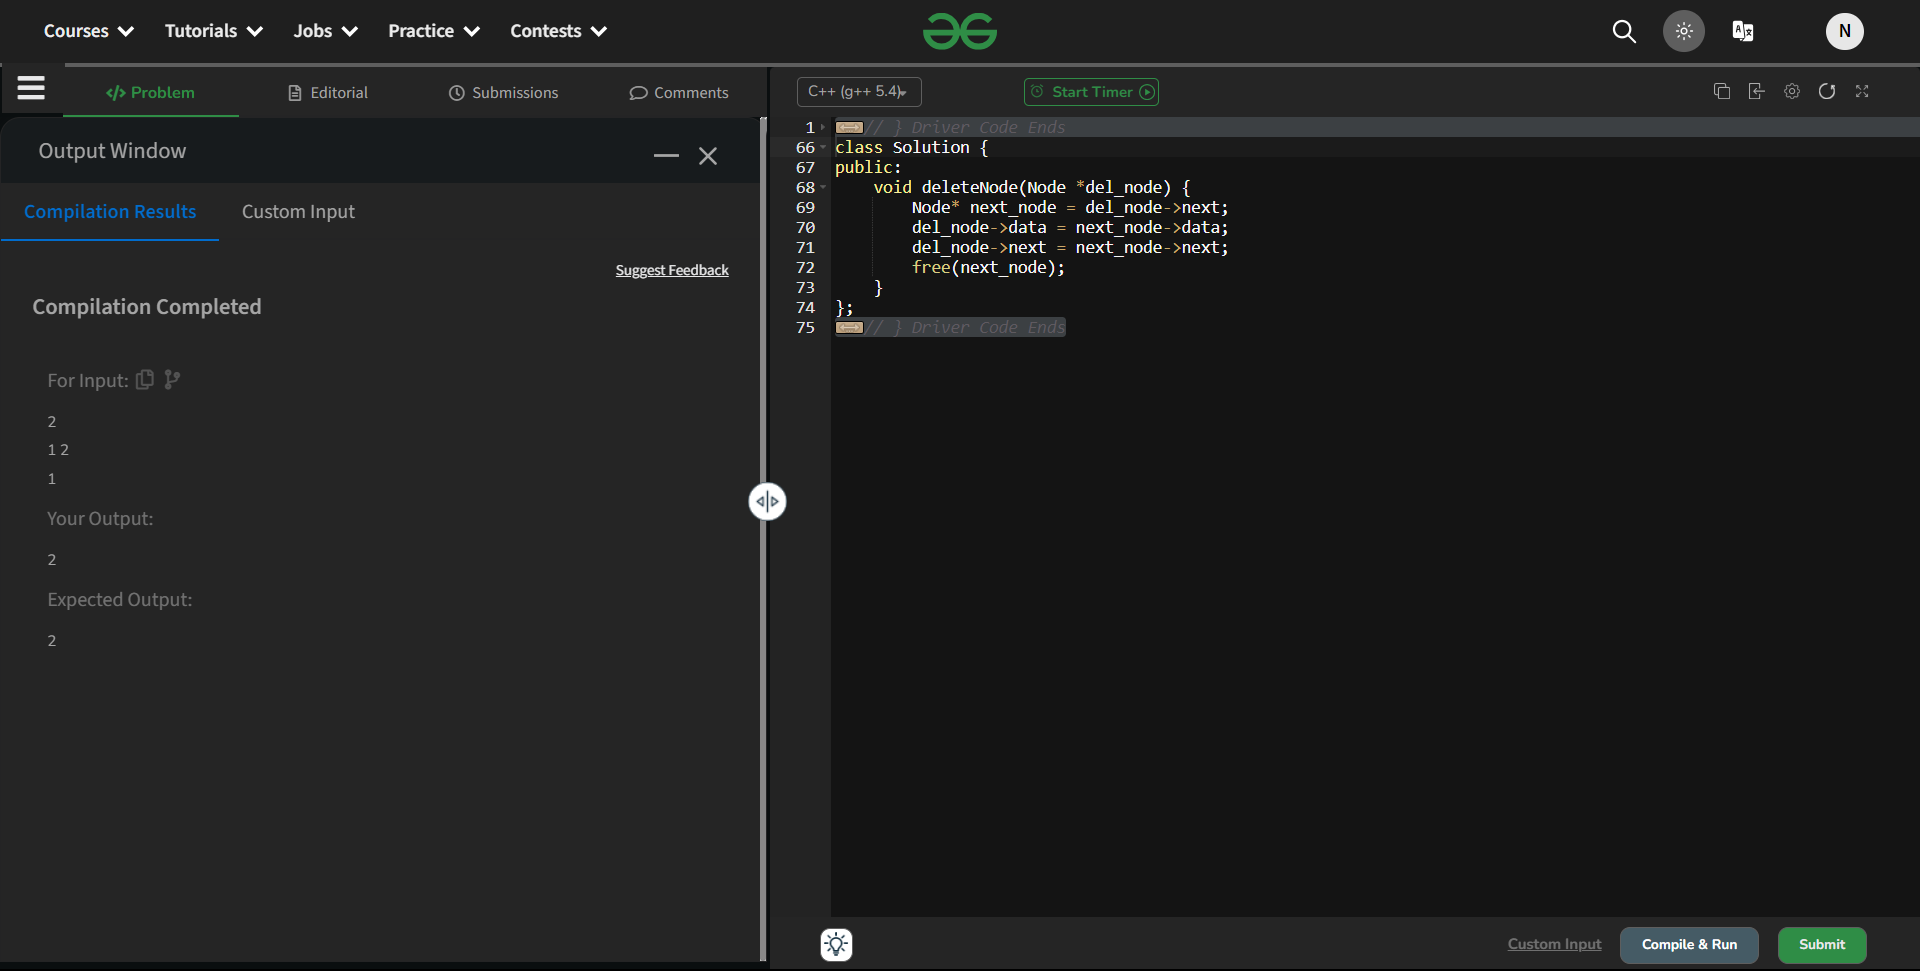 Courses Tutorials Jobs Practice Contests N
Problem Editorial Submissions Comments
C++ (g++ 5.4) Start Timer
Output Window
Compilation Results Custom Input
Suggest Feedback
Compilation Completed
For Input:
2
1 2
1
Your Output:
2
Expected Output:
2
1 // } Driver Code Ends
66 class Solution {
67 public:
68 void deleteNode(Node *del_node) {
69 Node* next_node = del_node->next;
70 del_node->data = next_node->data;
71 del_node->next = next_node->next;
72 free(next_node);
73 }
74 };
75 // } Driver Code Ends
Custom Input Compile & Run Submit